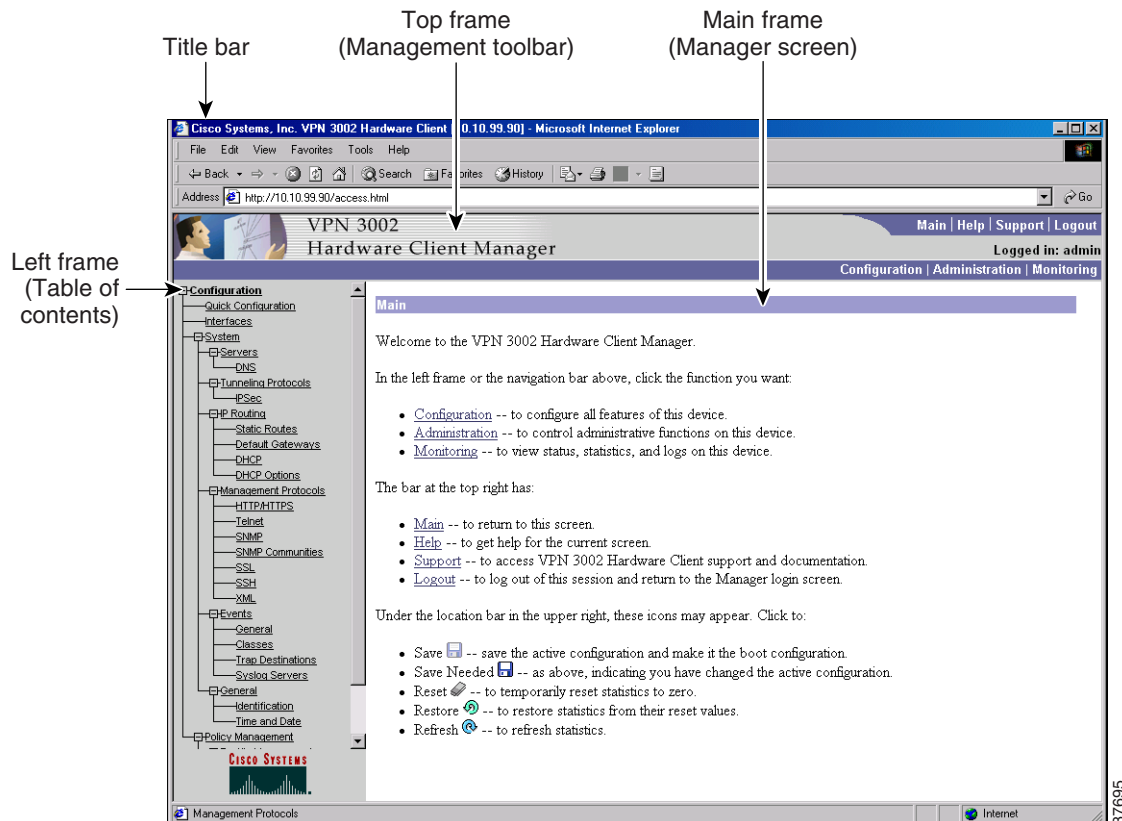 Top frame
(Management toolbar)
Main frame
(Manager screen)
Title bar
Cisco Systems, Inc. VPN 3002 Hardware Client 0.10.99.90] - Microsoft Internet Explorer
File Edit View Favorites Tools Help
Back Search Favorites History
Address http://10.10.99.90/access.html Go
VPN 3002
Hardware Client Manager
Main | Help | Support | Logout
Logged in: admin
Configuration | Administration | Monitoring
Left frame
(Table of
contents)
Configuration
Quick Configuration
Interfaces
System
Servers
DNS
Tunneling Protocols
IPSec
IP Routing
Static Routes
Default Gateways
DHCP
DHCP Options
Management Protocols
HTTP/HTTPS
Telnet
SNMP
SNMP Communities
SSL
SSH
XML
Events
General
Classes
Trap Destinations
Syslog Servers
General
Identification
Time and Date
Policy Management
CISCO SYSTEMS
Main
Welcome to the VPN 3002 Hardware Client Manager.
In the left frame or the navigation bar above, click the function you want:
• Configuration -- to configure all features of this device.
• Administration -- to control administrative functions on this device.
• Monitoring -- to view status, statistics, and logs on this device.
The bar at the top right has:
• Main -- to return to this screen.
• Help -- to get help for the current screen.
• Support -- to access VPN 3002 Hardware Client support and documentation.
• Logout -- to log out of this session and return to the Manager login screen.
Under the location bar in the upper right, these icons may appear. Click to:
• Save -- save the active configuration and make it the boot configuration.
• Save Needed -- as above, indicating you have changed the active configuration.
• Reset -- to temporarily reset statistics to zero.
• Restore -- to restore statistics from their reset values.
• Refresh -- to refresh statistics.
Management Protocols
Internet
87695